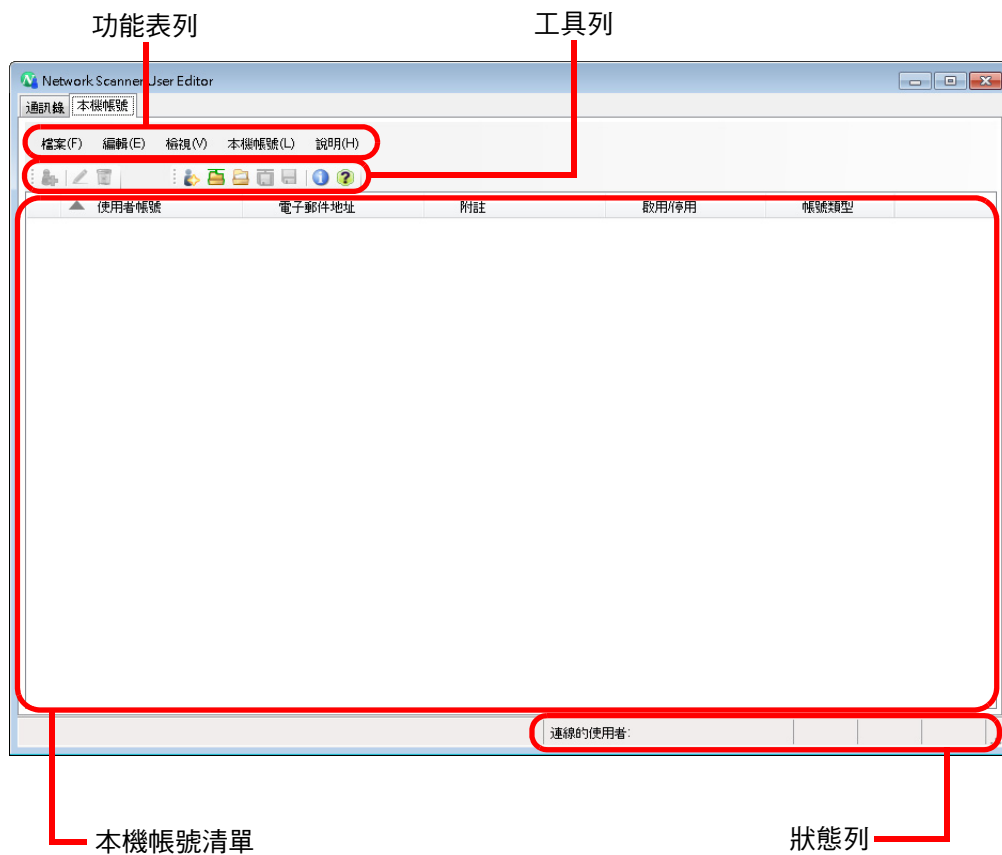 功能表列
工具列
Network Scanner User Editor
通訊錄 本機帳號
檔案(F) 編輯(E) 檢視(V) 本機帳號(L) 說明(H)
使用者帳號 電子郵件地址 附註 啟用/停用 帳號類型
連線的使用者:
本機帳號清單
狀態列